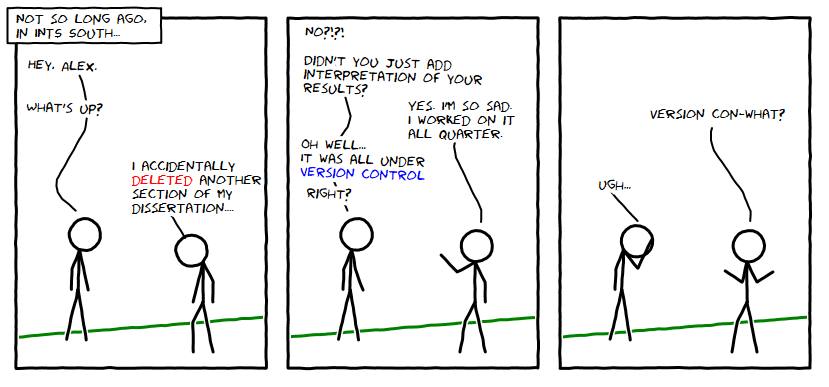 NOT SO LONG AGO,
IN INTS SOUTH...
HEY, ALEX.
WHAT'S UP?
I ACCIDENTALLY
DELETED ANOTHER
SECTION OF MY
DISSERTATION....
NO?!?!
DIDN'T YOU JUST ADD
INTERPRETATION OF YOUR
RESULTS?
YES. I'M SO SAD.
I WORKED ON IT
ALL QUARTER.
OH WELL...
IT WAS ALL UNDER
VERSION CONTROL
RIGHT?
VERSION CON-WHAT?
UGH...